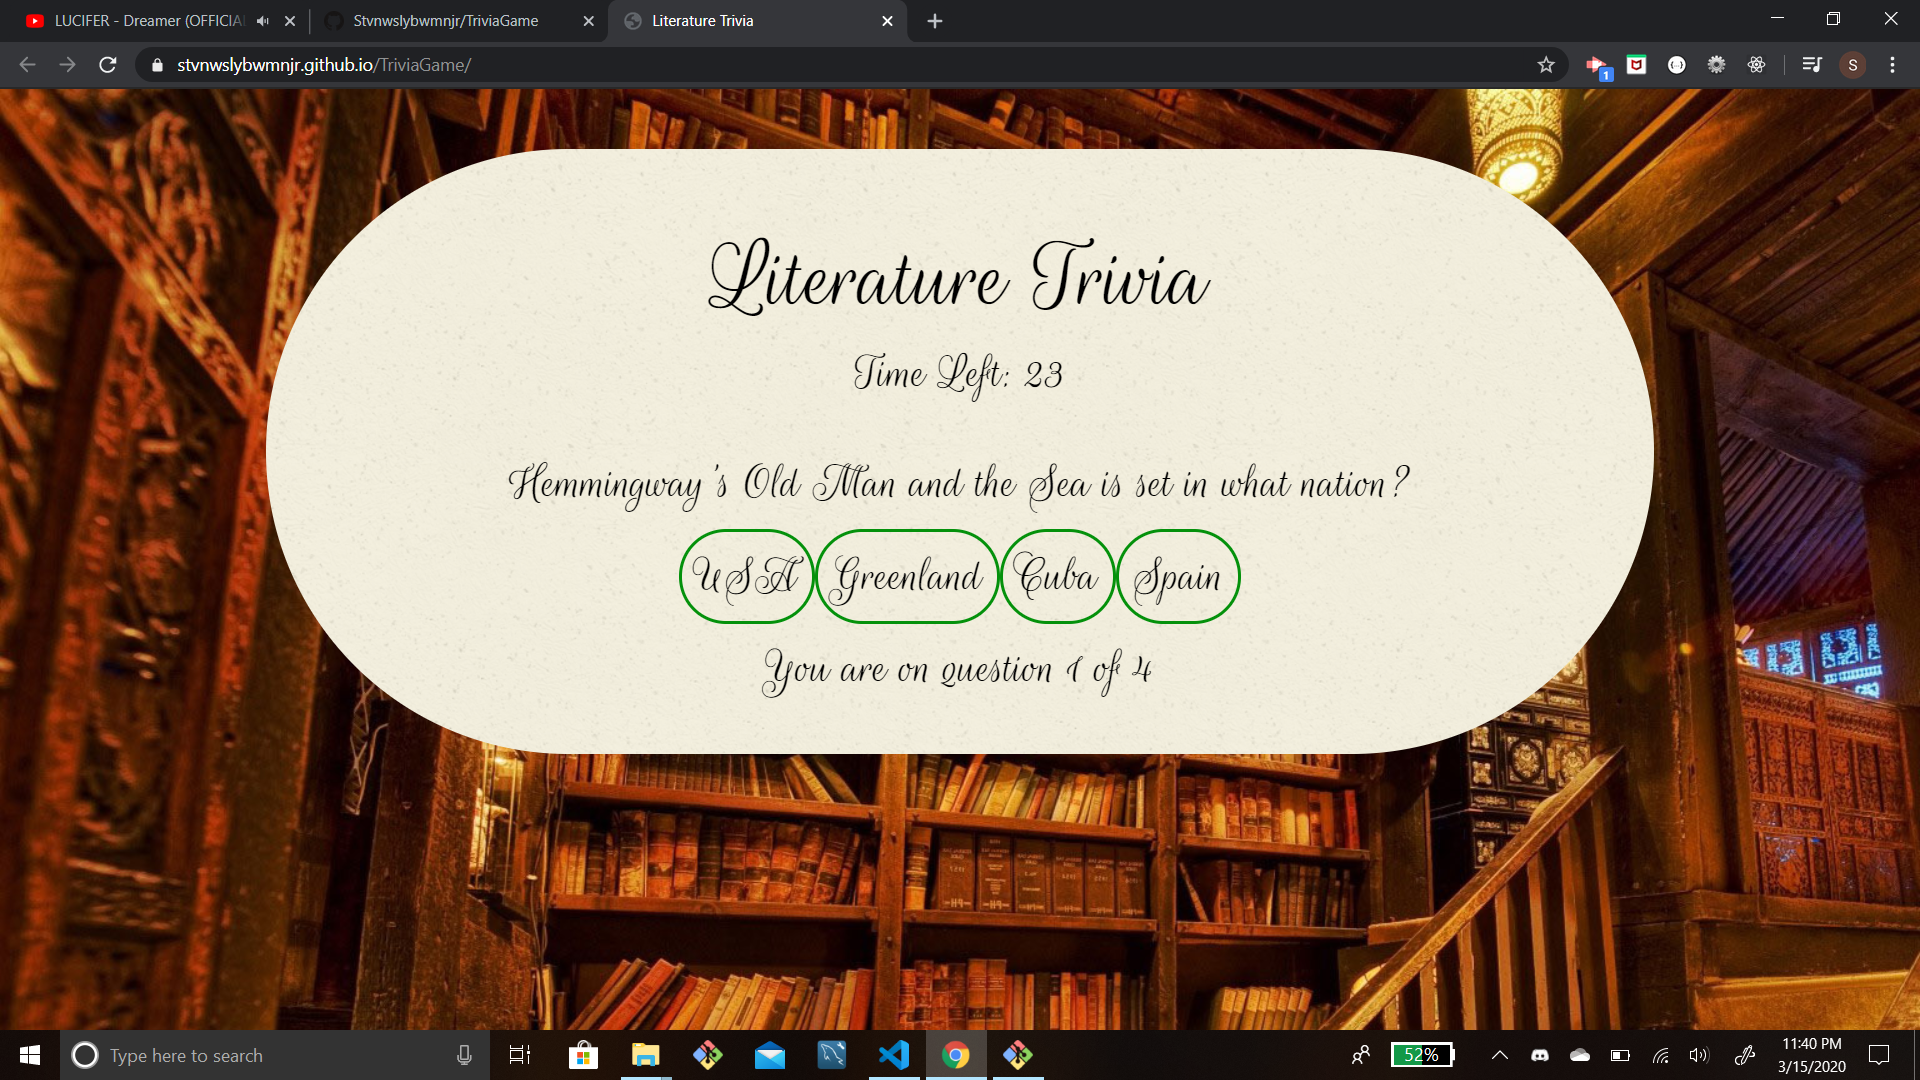 LUCIFER - Dreamer (OFFICIAL
Stvnwslybwmnjr/TriviaGame
Literature Trivia
stvnwslybwmnjr.github.io/TriviaGame/
1
S
Literature Trivia
Time Left: 23
Hemmingway's Old Man and the Sea is set in what nation?
USA Greenland Cuba Spain
You are on question 1 of 4
Type here to search
52%
11:40 PM
3/15/2020